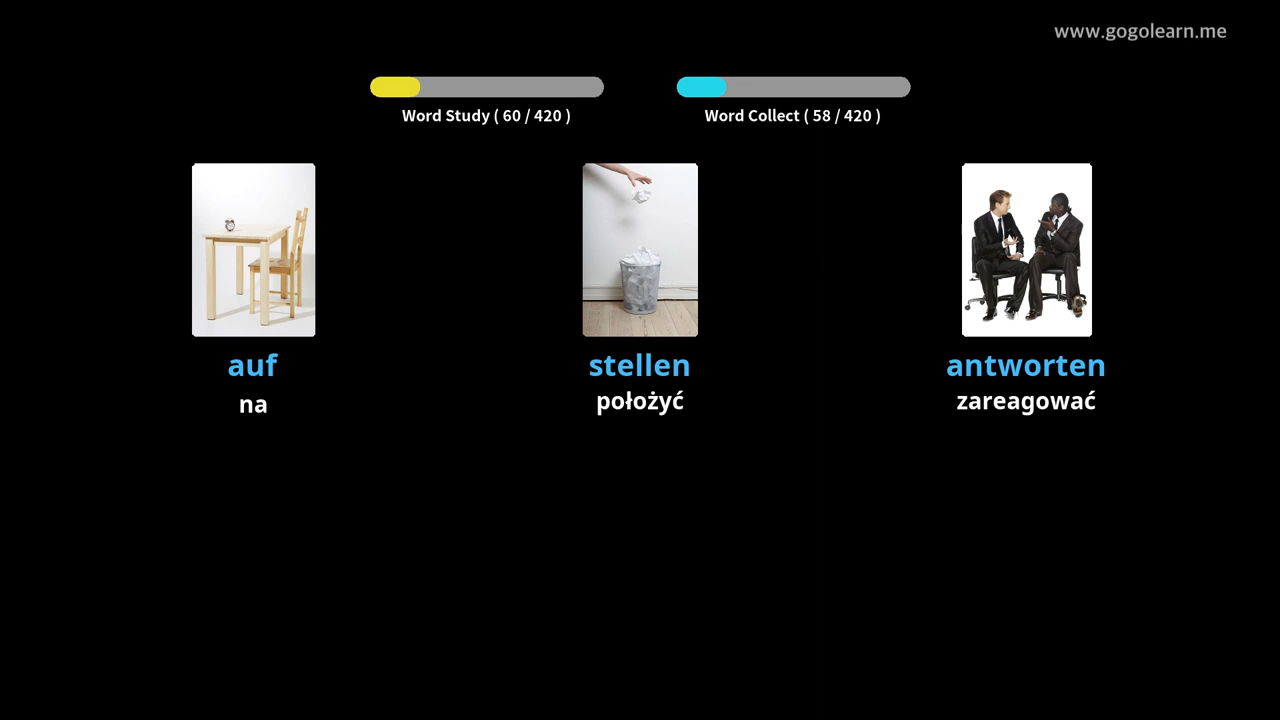 www.gogolearn.me
Word Study ( 60 / 420 )
Word Collect ( 58 / 420 )
auf
na
stellen
położyć
antworten
zareagować